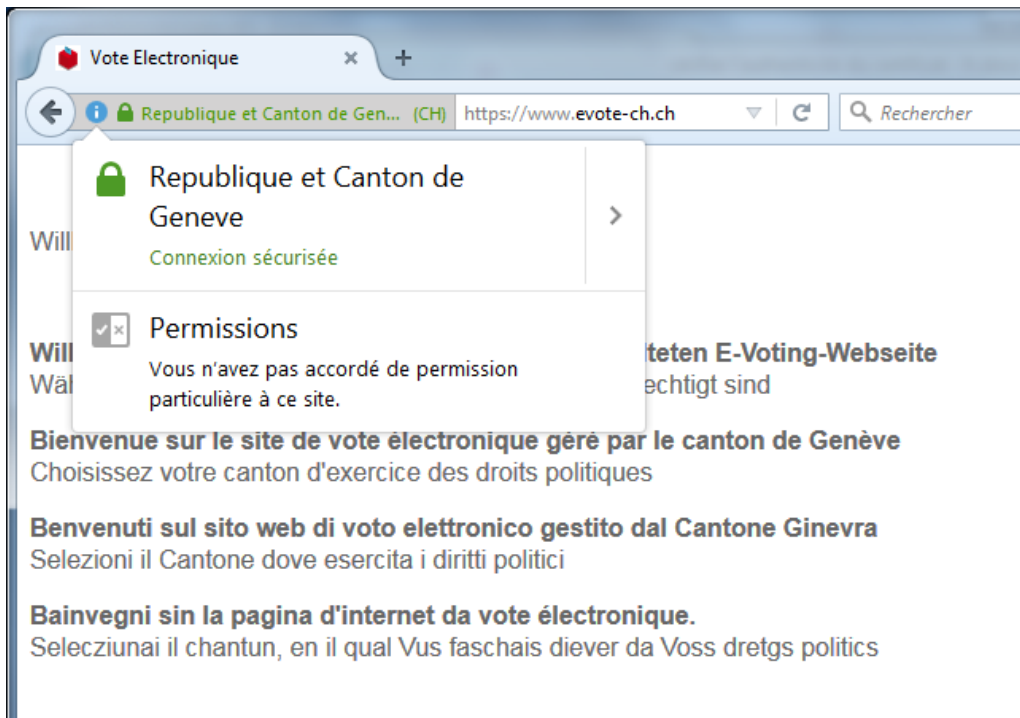 Vote Electronique
Republique et Canton de Gen... (CH) https://www.evote-ch.ch Rechercher
Republique et Canton de
Geneve
Connexion sécurisée
Permissions
Vous n'avez pas accordé de permission
particulière à ce site.
Will
Will iteten E-Voting-Webseite
Wäh echtigt sind
Bienvenue sur le site de vote électronique géré par le canton de Genève
Choisissez votre canton d'exercice des droits politiques
Benvenuti sul sito web di voto elettronico gestito dal Cantone Ginevra
Selezioni il Cantone dove esercita i diritti politici
Bainvegni sin la pagina d'internet da vote électronique.
Selecziunai il chantun, en il qual Vus faschais diever da Voss dretgs politics